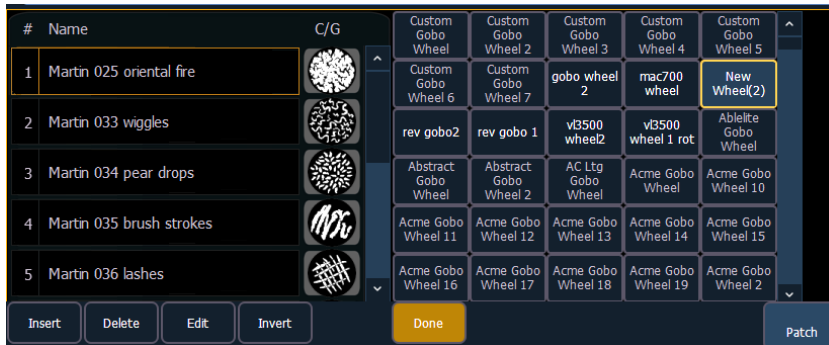 # Name C/G
1 Martin 025 oriental fire
2 Martin 033 wiggles
3 Martin 034 pear drops
4 Martin 035 brush strokes
5 Martin 036 lashes
Insert Delete Edit Invert
Custom
Gobo
Wheel
Custom
Gobo
Wheel 2
Custom
Gobo
Wheel 3
Custom
Gobo
Wheel 4
Custom
Gobo
Wheel 5
Custom
Gobo
Wheel 6
Custom
Gobo
Wheel 7
gobo wheel
2
mac700
wheel
New
Wheel(2)
rev gobo2
rev gobo 1
vl3500
wheel2
vl3500
wheel 1 rot
Ablelite
Gobo
Wheel
Abstract
Gobo
Wheel
Abstract
Gobo
Wheel 2
AC Ltg
Gobo
Wheel
Acme Gobo
Wheel
Acme Gobo
Wheel 10
Acme Gobo
Wheel 11
Acme Gobo
Wheel 12
Acme Gobo
Wheel 13
Acme Gobo
Wheel 14
Acme Gobo
Wheel 15
Acme Gobo
Wheel 16
Acme Gobo
Wheel 17
Acme Gobo
Wheel 18
Acme Gobo
Wheel 19
Acme Gobo
Wheel 2
Done
Patch